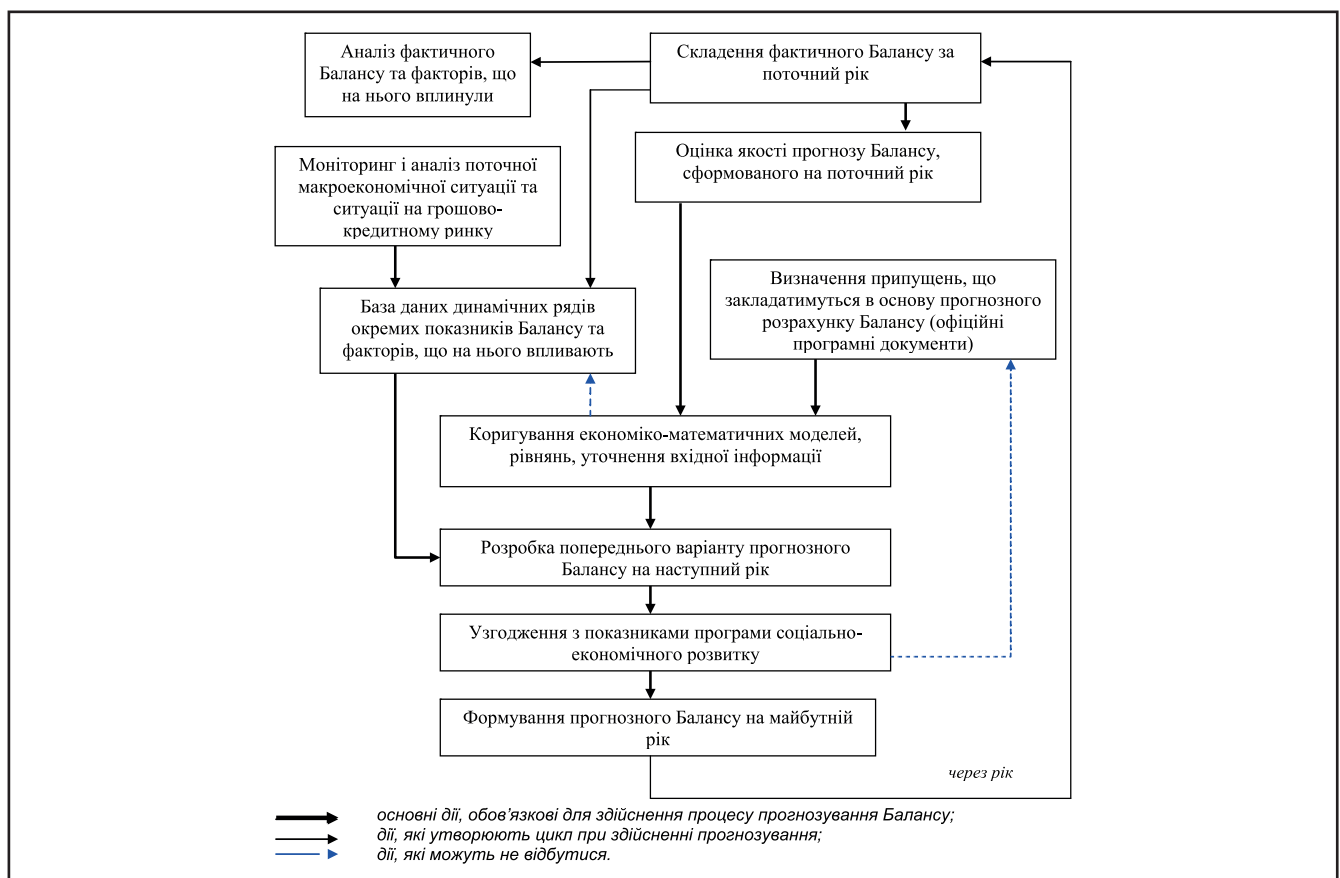 Аналіз фактичного
Балансу та факторів, що
на нього вплинули
Складення фактичного Балансу за
поточний рік
Оцінка якості прогнозу Балансу,
сформованого на поточний рік
Моніторинг і аналіз поточної
макроекономічної ситуації та
ситуації на грошово-
кредитному ринку
Визначення припущень, що
закладатимуться в основу прогнозного
розрахунку Балансу (офіційні
програмні документи)
База даних динамічних рядів
окремих показників Балансу та
факторів, що на нього впливають
Коригування економіко-математичних моделей,
рівнянь, уточнення вхідної інформації
Розробка попереднього варіанту прогнозного
Балансу на наступний рік
Узгодження з показниками програми соціально-
економічного розвитку
Формування прогнозного Балансу на майбутній
рік
через рік
основні дії, обов’язкові для здійснення процесу прогнозування Балансу;
дії, які утворюють цикл при здійсненні прогнозування;
дії, які можуть не відбутися.